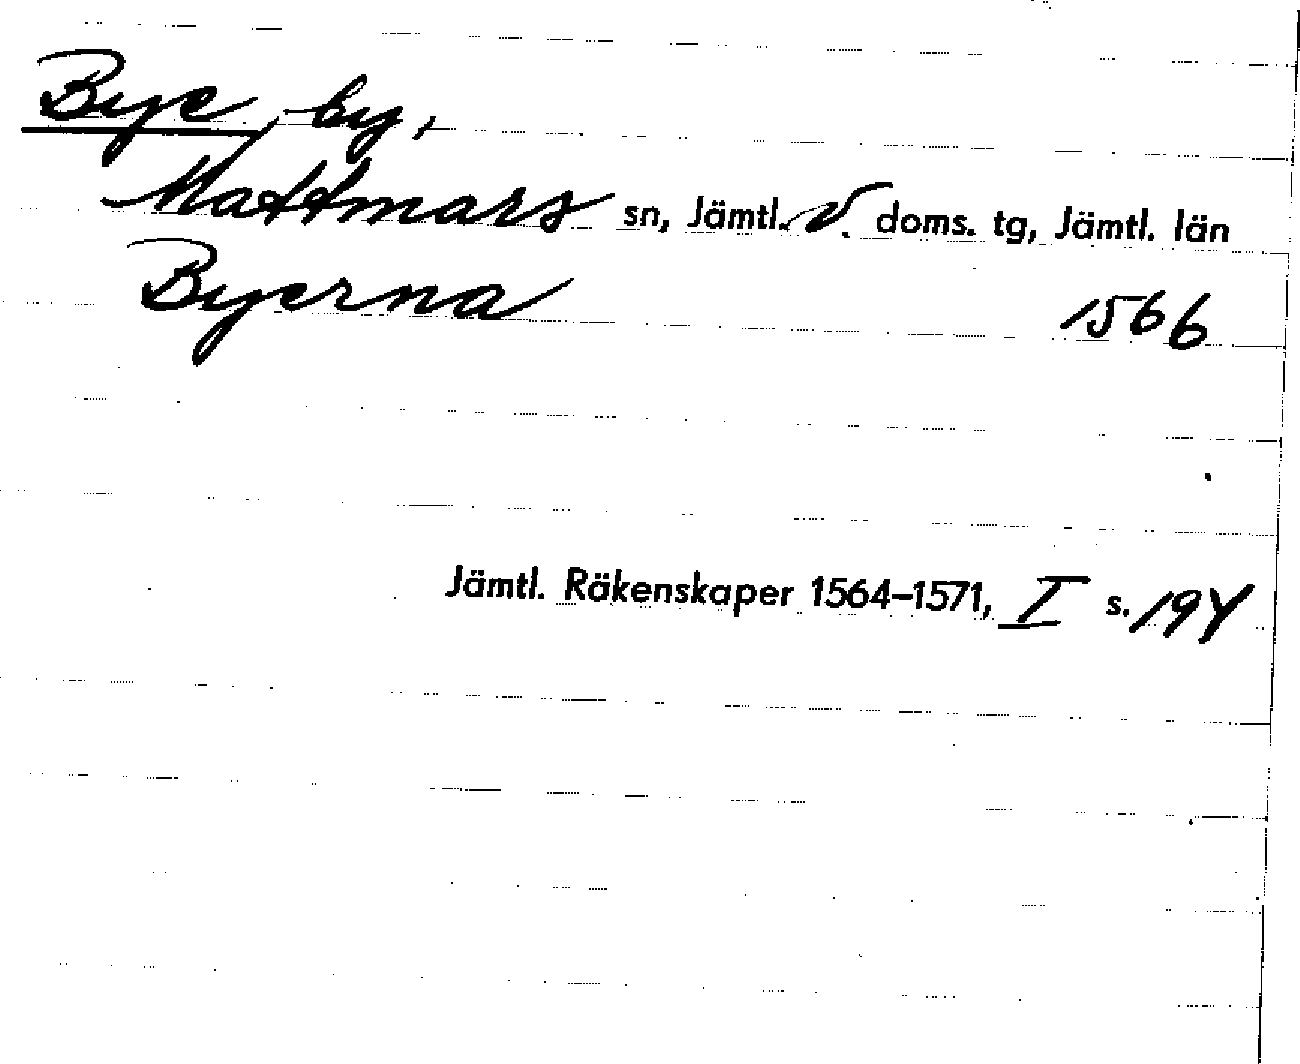 Bye, by,
Mattmars sn, Jämtl. V. doms. tg, Jämtl. län
Byerna 1566
Jämtl. Räkenskaper 1564–1571, I s. 194